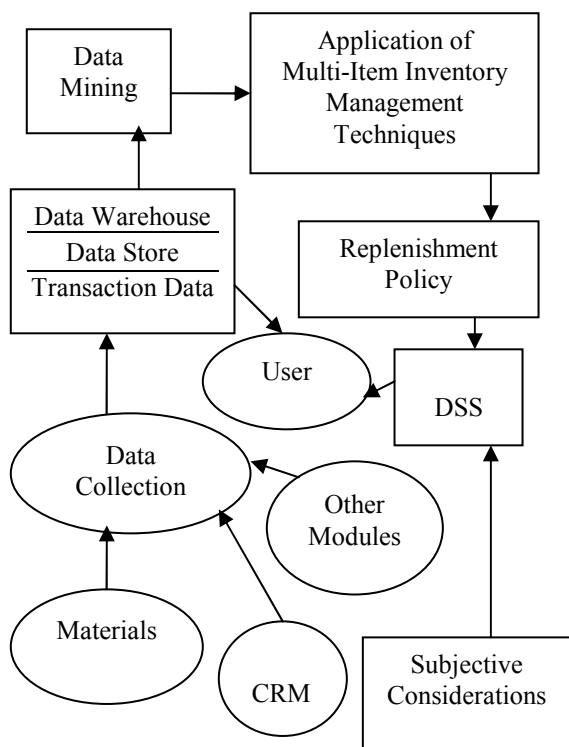 Data
Mining
Application of
Multi-Item Inventory
Management
Techniques
Data Warehouse
Data Store
Transaction Data
Replenishment
Policy
User
DSS
Data
Collection
Other
Modules
Materials
CRM
Subjective
Considerations